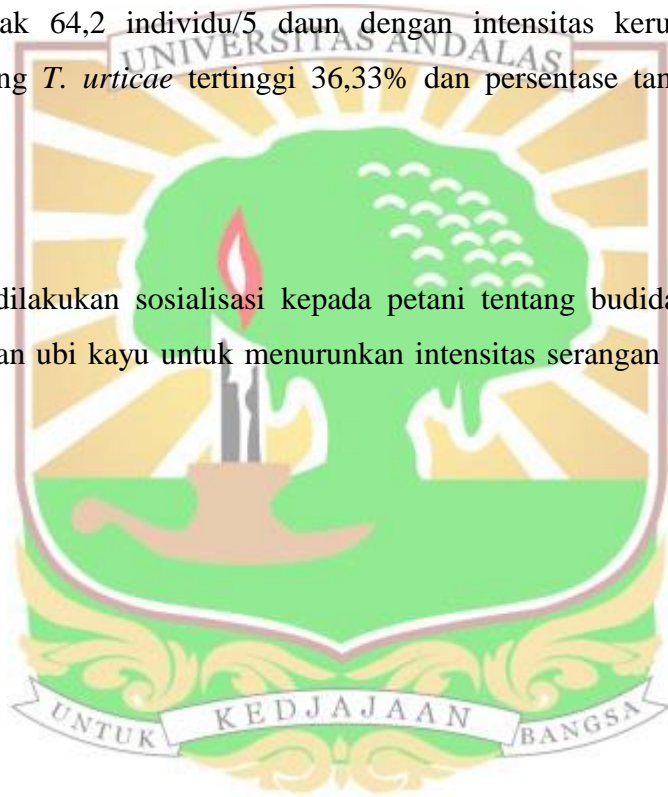 ak 64,2 individu/5 daun dengan intensitas keru
UNIVERSITAS ANDALAS
ng T. urticae tertinggi 36,33% dan persentase tan
dilakukan sosialisasi kepada petani tentang budida
an ubi kayu untuk menurunkan intensitas serangan
UNTUK KEDJAJAAN BANGSA